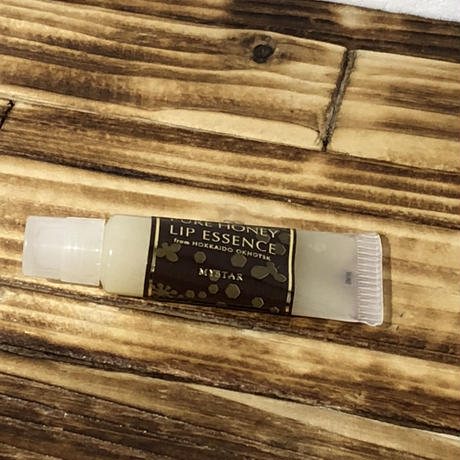 PURE HONEY
LIP ESSENCE
from HOKKAIDO OKHOTSK
MYSTAR